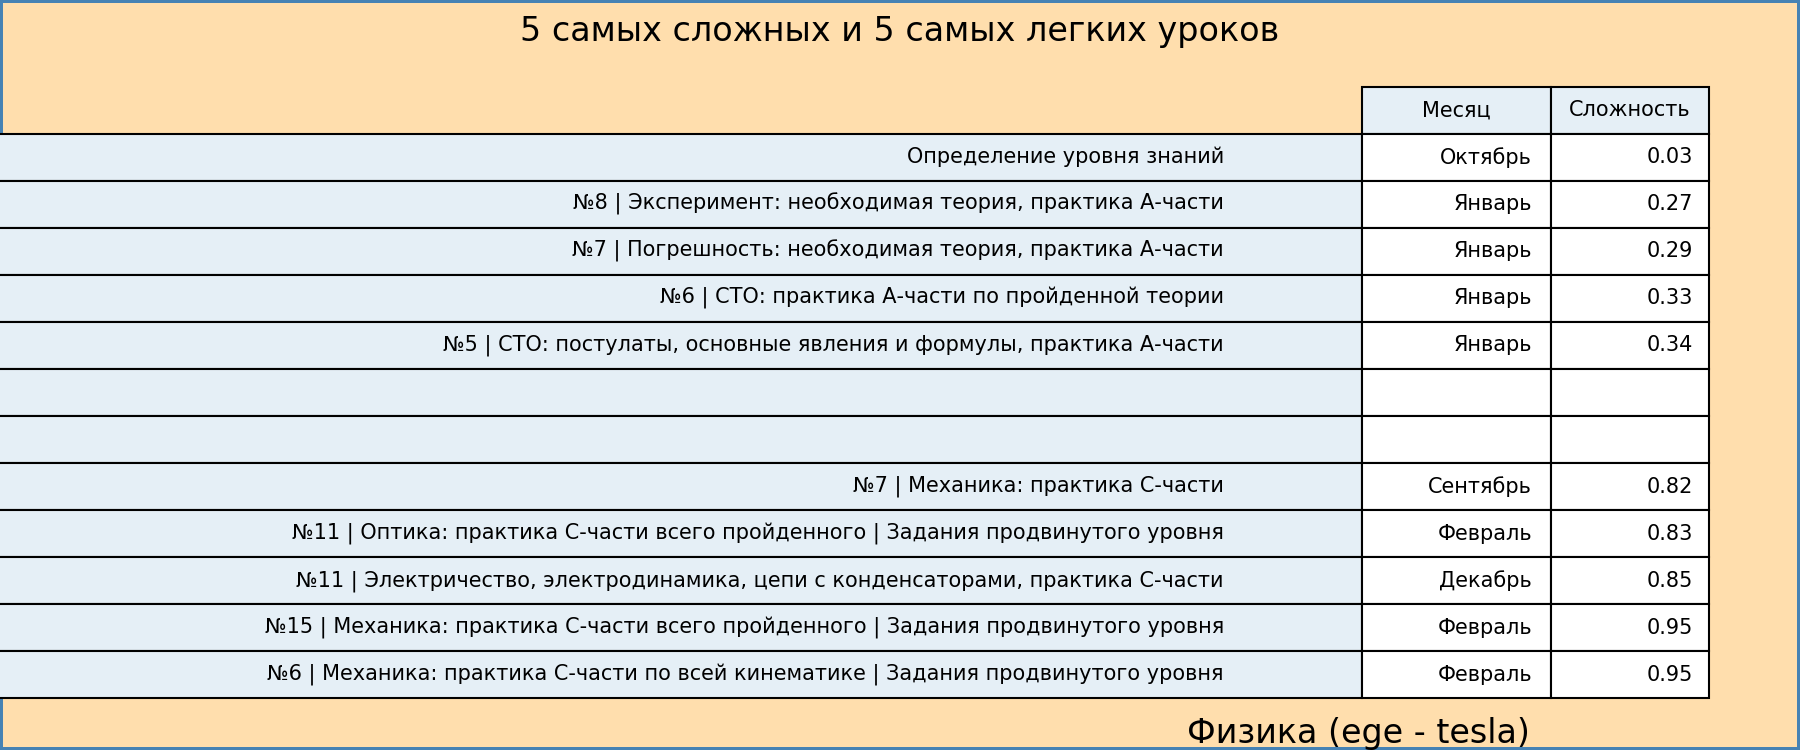 5 самых сложных и 5 самых легких уроков
Месяц Сложность
Определение уровня знаний Октябрь 0.03
№8 | Эксперимент: необходимая теория, практика А-части Январь 0.27
№7 | Погрешность: необходимая теория, практика А-части Январь 0.29
№6 | СТО: практика А-части по пройденной теории Январь 0.33
№5 | СТО: постулаты, основные явления и формулы, практика А-части Январь 0.34
№7 | Механика: практика С-части Сентябрь 0.82
№11 | Оптика: практика С-части всего пройденного | Задания продвинутого уровня Февраль 0.83
№11 | Электричество, электродинамика, цепи с конденсаторами, практика С-части Декабрь 0.85
№15 | Механика: практика С-части всего пройденного | Задания продвинутого уровня Февраль 0.95
№6 | Механика: практика С-части по всей кинематике | Задания продвинутого уровня Февраль 0.95
Физика (ege - tesla)